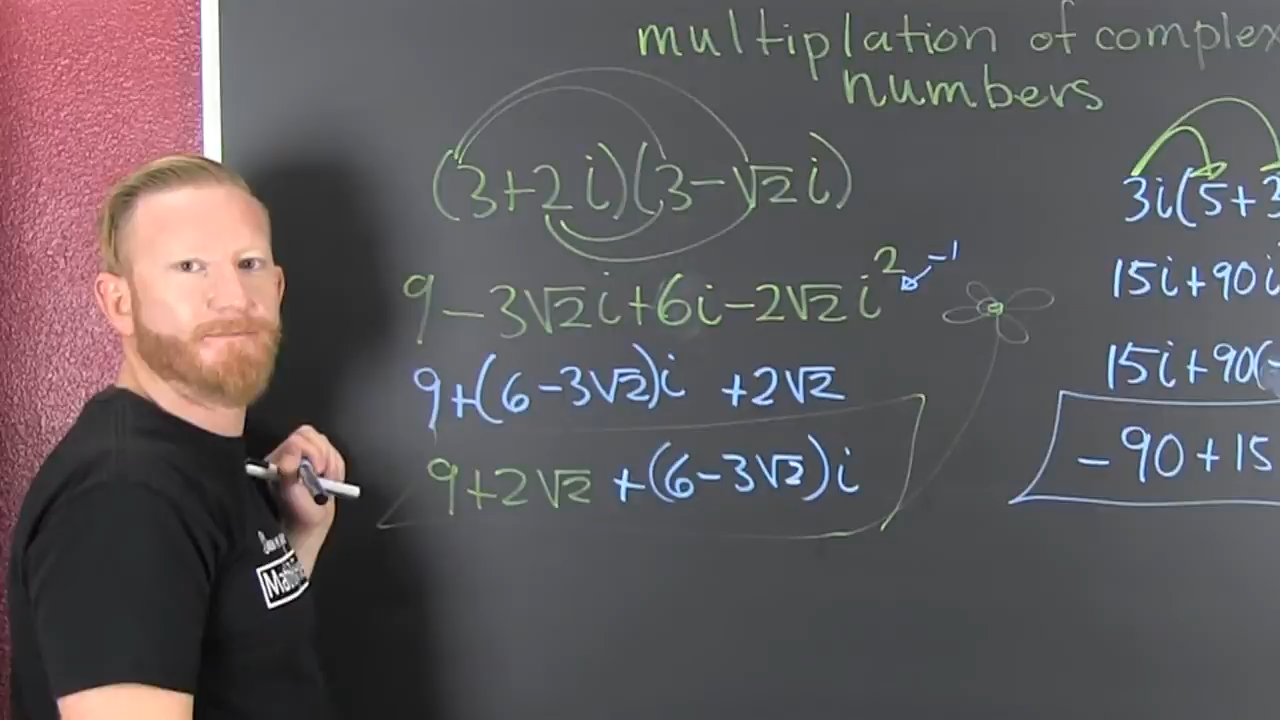 multiplation of complex
numbers
(3+2i)(3-√2i)
9-3√2i+6i-2√2i² -1
9+(6-3√2)i +2√2
9+2√2+(6-3√2)i
3i(5+3
15i+90i
15i+90(-
-90+15